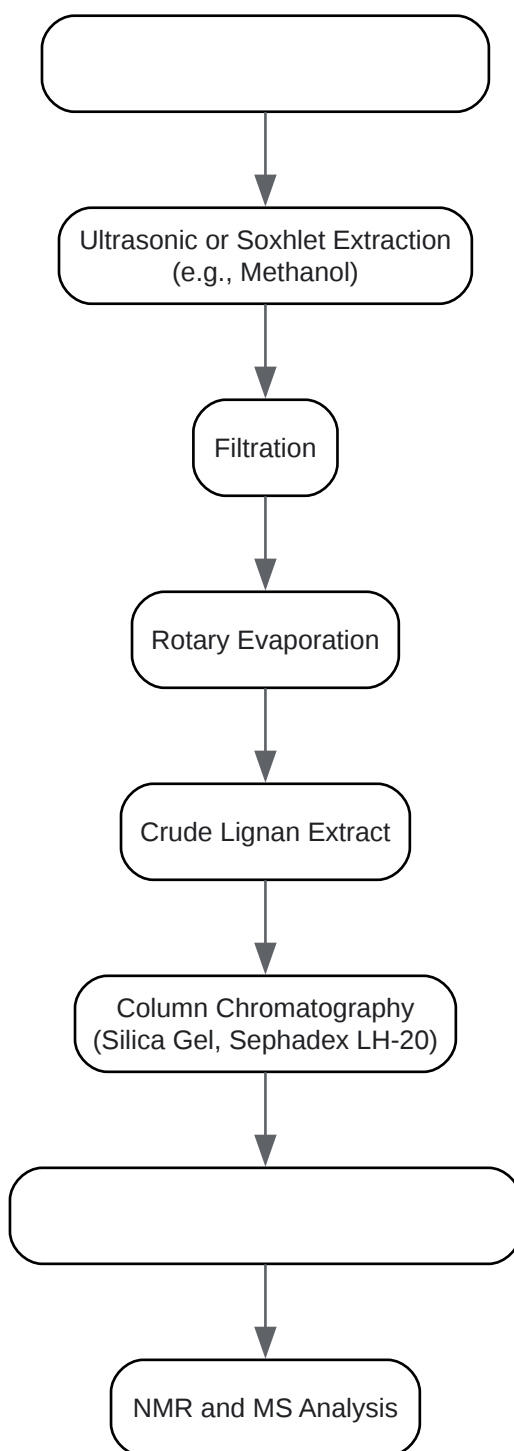 Ultrasonic or Soxhlet Extraction
(e.g., Methanol)
Filtration
Rotary Evaporation
Crude Lignan Extract
Column Chromatography
(Silica Gel, Sephadex LH-20)
NMR and MS Analysis